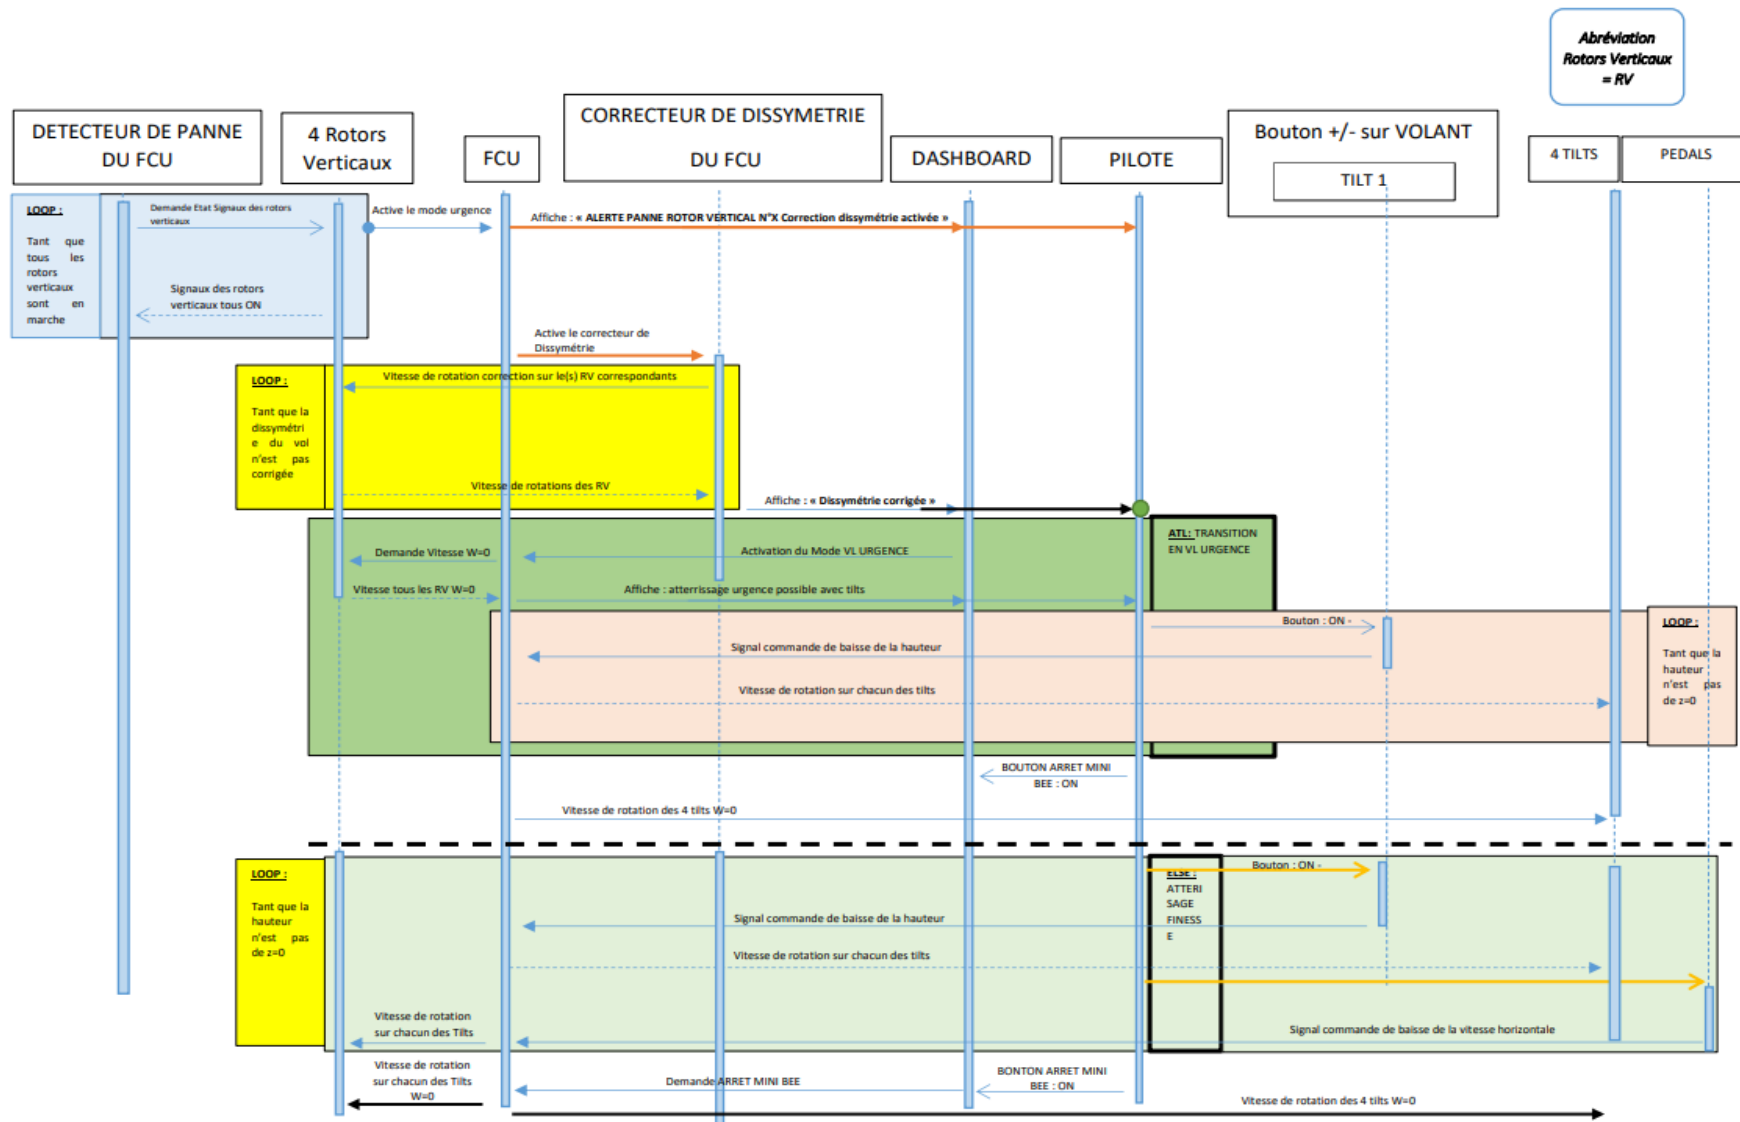 Abréviation
Rotors Verticaux
= RV
DETECTEUR DE PANNE
DU FCU
4 Rotors
Verticaux
FCU
CORRECTEUR DE DISSYMETRIE
DU FCU
DASHBOARD
PILOTE
Bouton +/- sur VOLANT
TILT 1
4 TILTS
PEDALS
LOOP :
Tant que
tous les
rotors
verticaux
sont en
marche
Demande Etat Signaux des rotors
verticaux
Active le mode urgence
Affiche : « ALERTE PANNE ROTOR VERTICAL N°X Correction dissymétrie activée »
Signaux des rotors
verticaux tous ON
Active le correcteur de
Dissymétrie
LOOP :
Tant que la
dissymétri
e du vol
n'est pas
corrigée
Vitesse de rotation correction sur le(s) RV correspondants
Vitesse de rotations des RV
Affiche : « Dissymétrie corrigée »
ATL: TRANSITION
EN VL URGENCE
Demande Vitesse W=0
Activation du Mode VL URGENCE
Vitesse tous les RV W=0
Affiche : atterrissage urgence possible avec tilts
Bouton : ON -
LOOP :
Tant que la
hauteur
n'est pas
de z=0
Signal commande de baisse de la hauteur
Vitesse de rotation sur chacun des tilts
BOUTON ARRET MINI
BEE : ON
Vitesse de rotation des 4 tilts W=0
LOOP :
Tant que la
hauteur
n'est pas
de z=0
Bouton : ON -
ELSE :
ATTERI
SAGE
FINESS
E
Signal commande de baisse de la hauteur
Vitesse de rotation sur chacun des tilts
Vitesse de rotation
sur chacun des Tilts
Signal commande de baisse de la vitesse horizontale
Vitesse de rotation
sur chacun des Tilts
W=0
Demande ARRET MINI BEE
BONTON ARRET MINI
BEE : ON
Vitesse de rotation des 4 tilts W=0